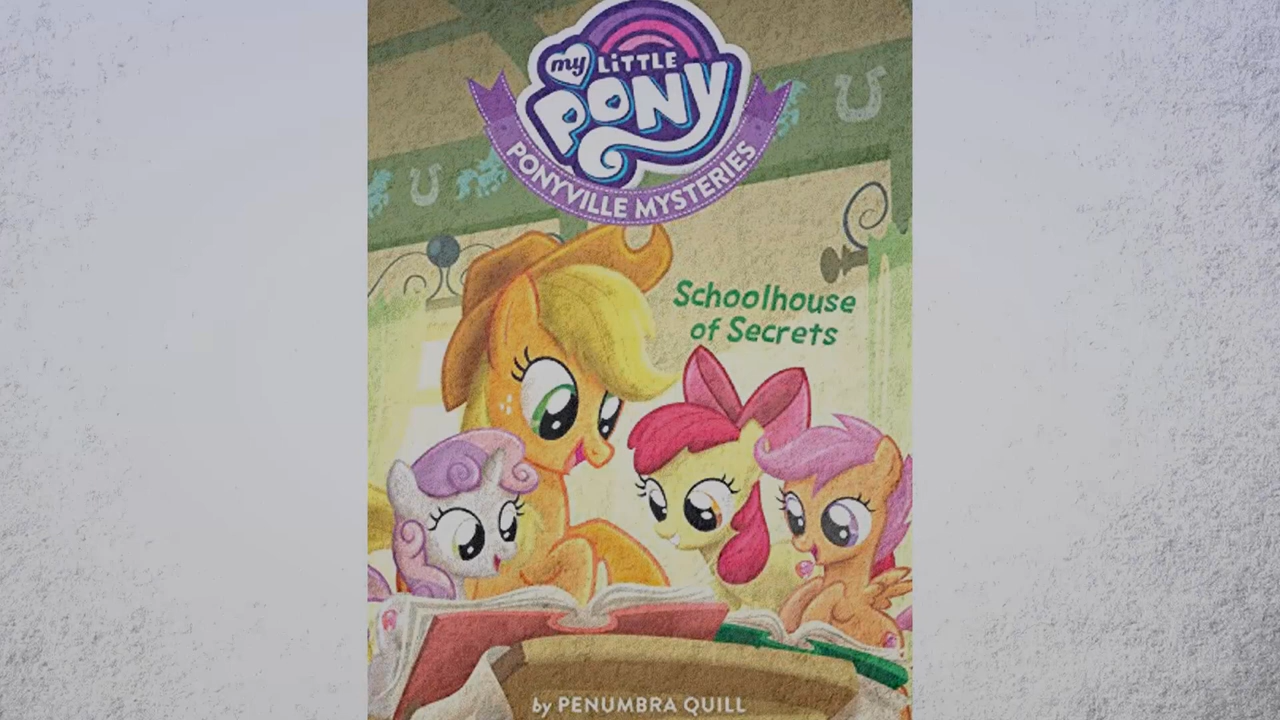 my LiTTLE
PONY
PONYVILLE MYSTERIES
Schoolhouse
of Secrets
by PENUMBRA QUILL